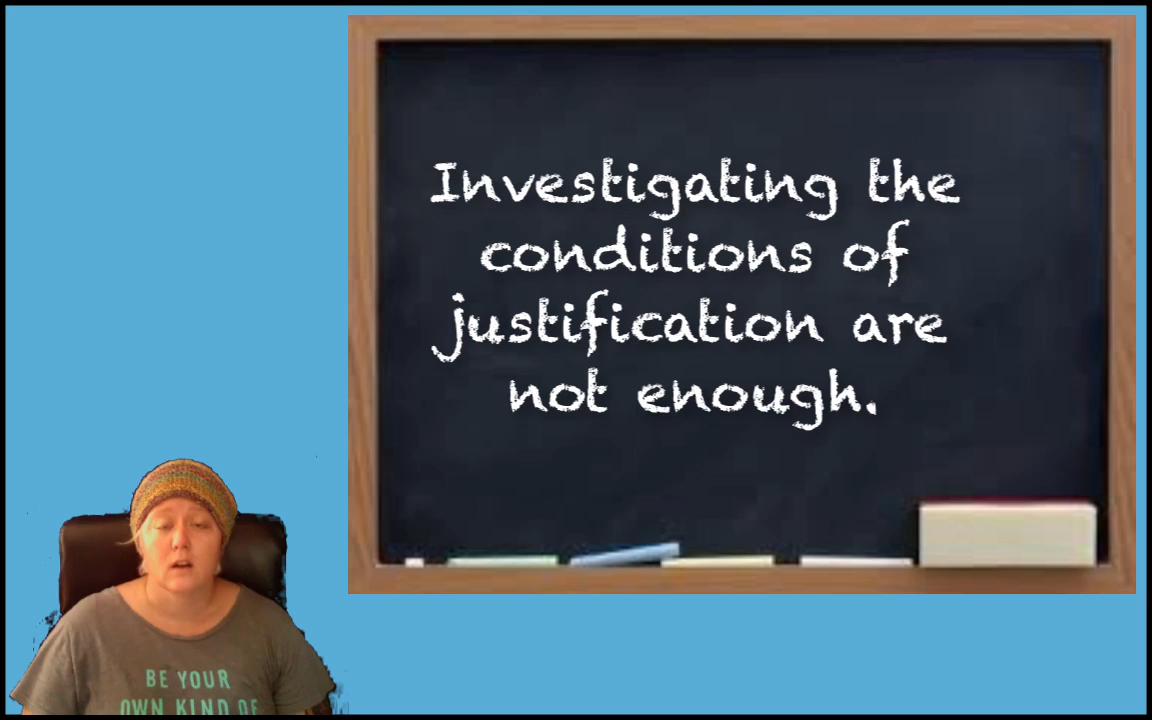 Investigating the
conditions of
justification are
not enough.
BE YOUR
OWN KIND OF